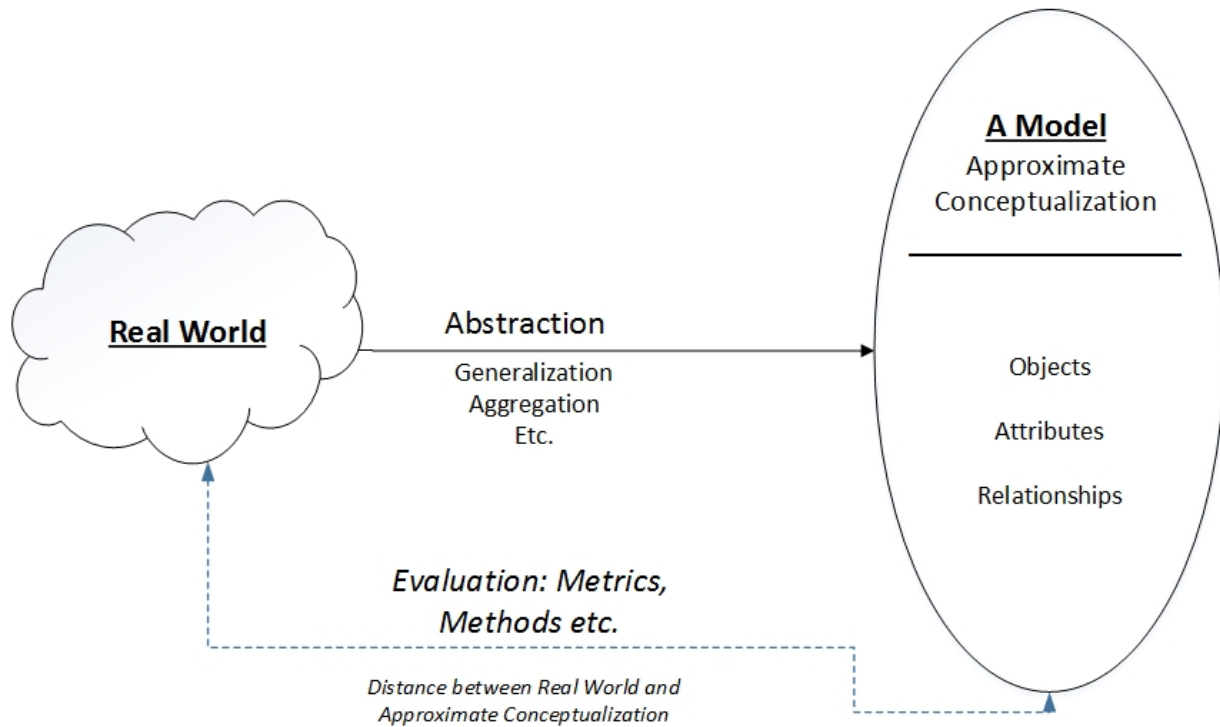 Real World
Abstraction
Generalization
Aggregation
Etc.
A Model
Approximate
Conceptualization
Objects
Attributes
Relationships
Evaluation: Metrics,
Methods etc.
Distance between Real World and
Approximate Conceptualization